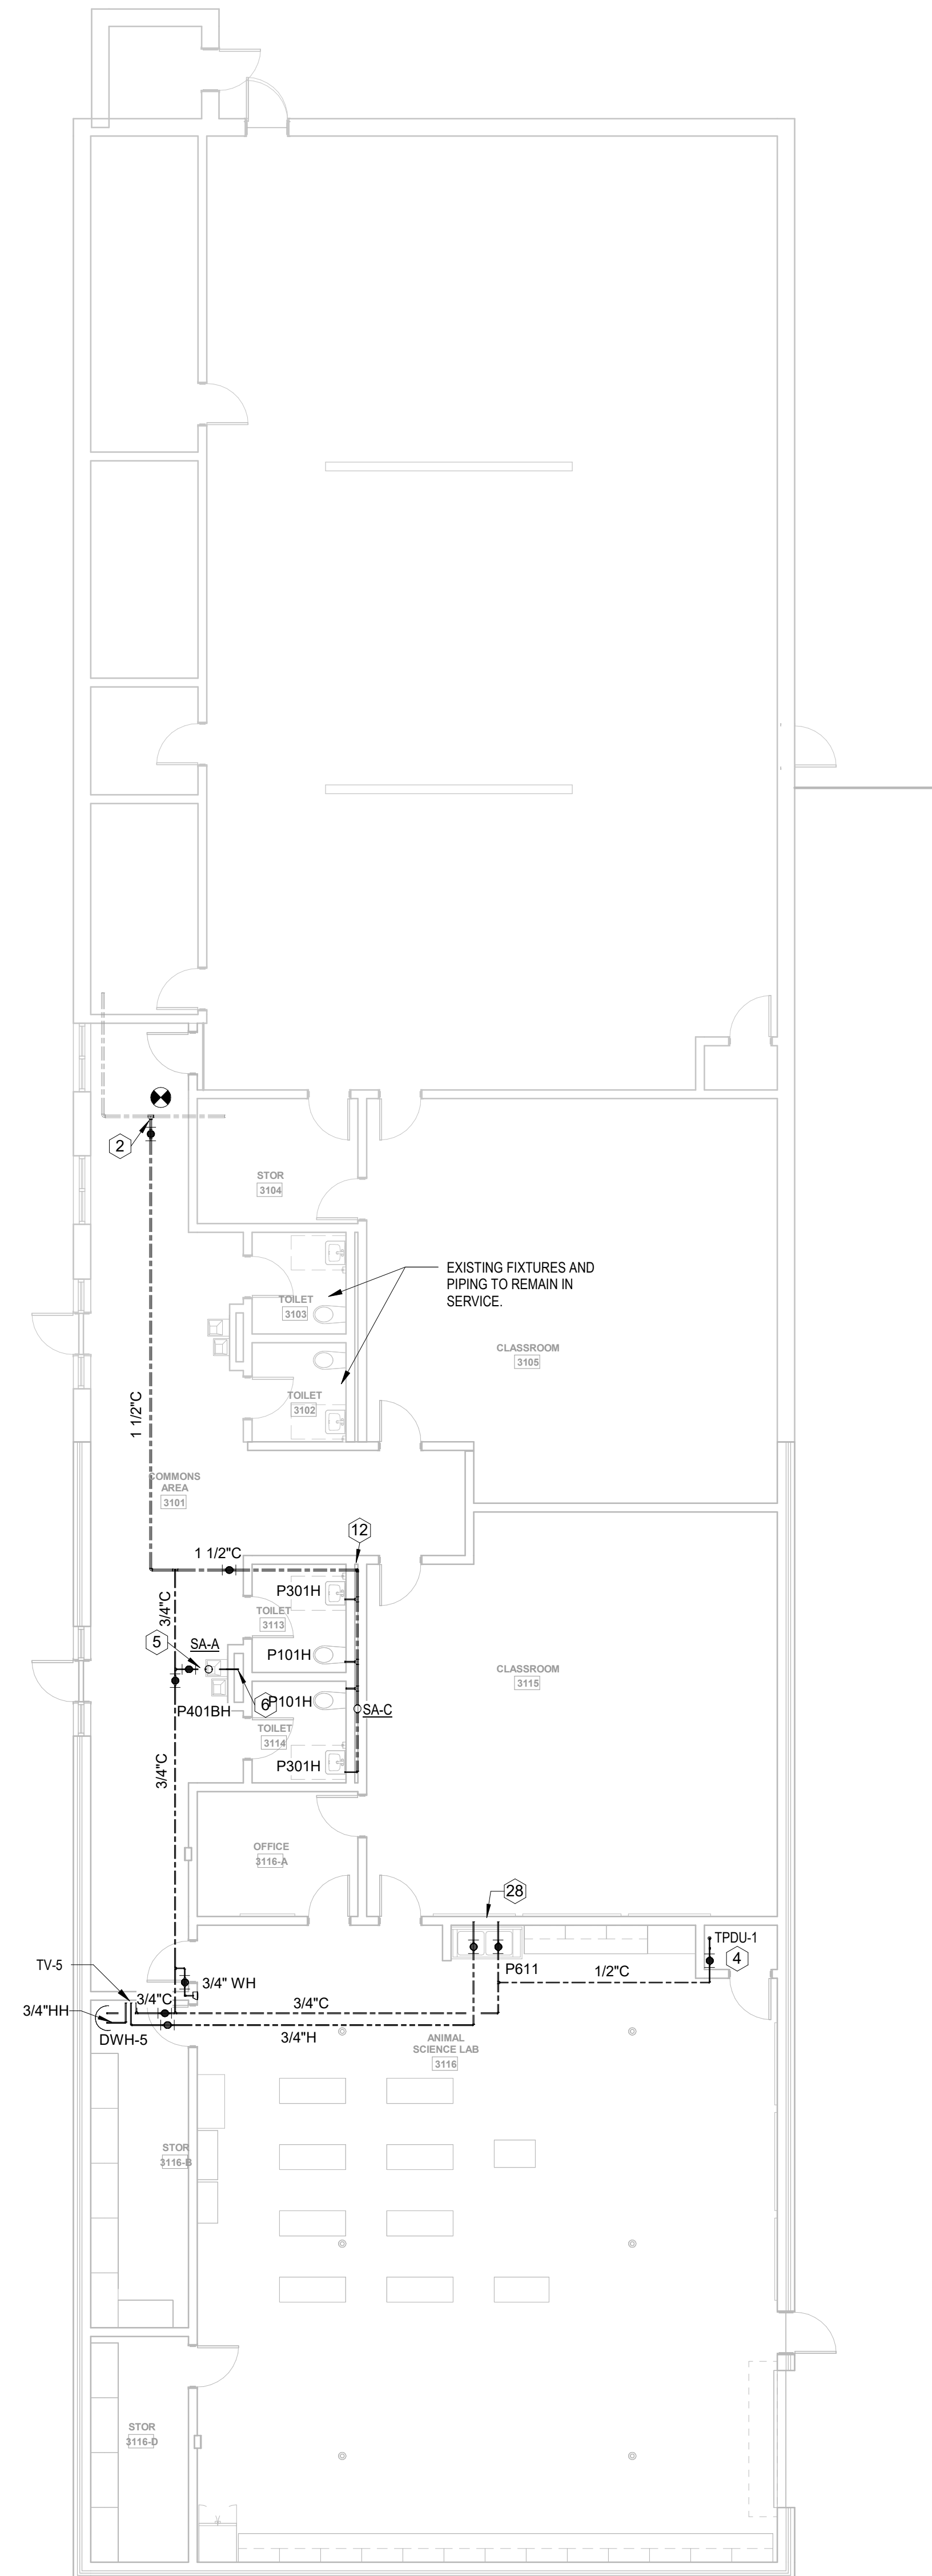 2
STOR
3104
EXISTING FIXTURES AND
PIPING TO REMAIN IN
SERVICE.
TOILET
3103
CLASSROOM
3105
TOILET
3102
1 1/2"C
COMMONS
AREA
3101
12
1 1/2"C
P301H
3/4"C
TOILET
3113
5
SA-A
P101H
CLASSROOM
3115
6
P101H
P401BH
SA-C
TOILET
3114
P301H
3/4"C
OFFICE
3116-A
28
TPDU-1
4
TV-5
P611
1/2"C
3/4" WH
3/4"C
3/4"C
3/4"HH
DWH-5
3/4"H
ANIMAL
SCIENCE LAB
3116
STOR
3116-B
STOR
3116-D